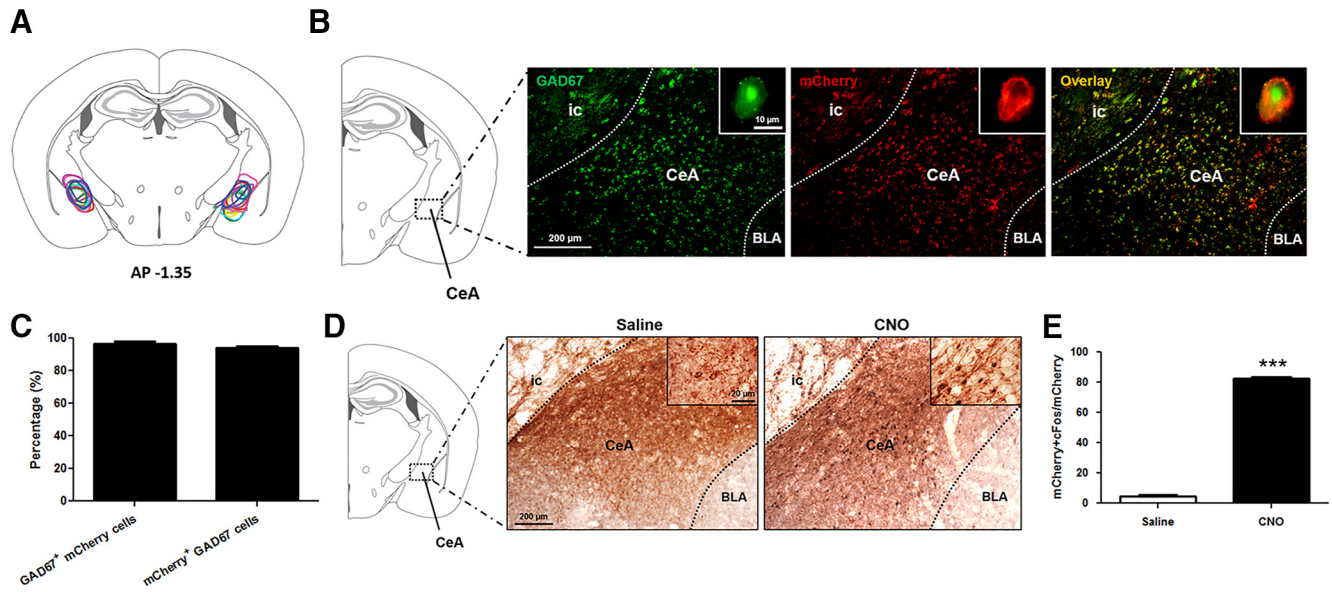 A
AP -1.35
B
CeA
GAD67
ic
10 µm
CeA
200 µm
BLA
mCherry
ic
CeA
BLA
Overlay
ic
CeA
BLA
C
Percentage (%)
100
80
60
40
20
0
GAD67+ mCherry cells
mCherry+ GAD67 cells
D
CeA
Saline
ic
20 µm
CeA
200 µm
BLA
CNO
ic
CeA
BLA
E
mCherry+cFos/mCherry
100
80
60
40
20
0
***
Saline
CNO